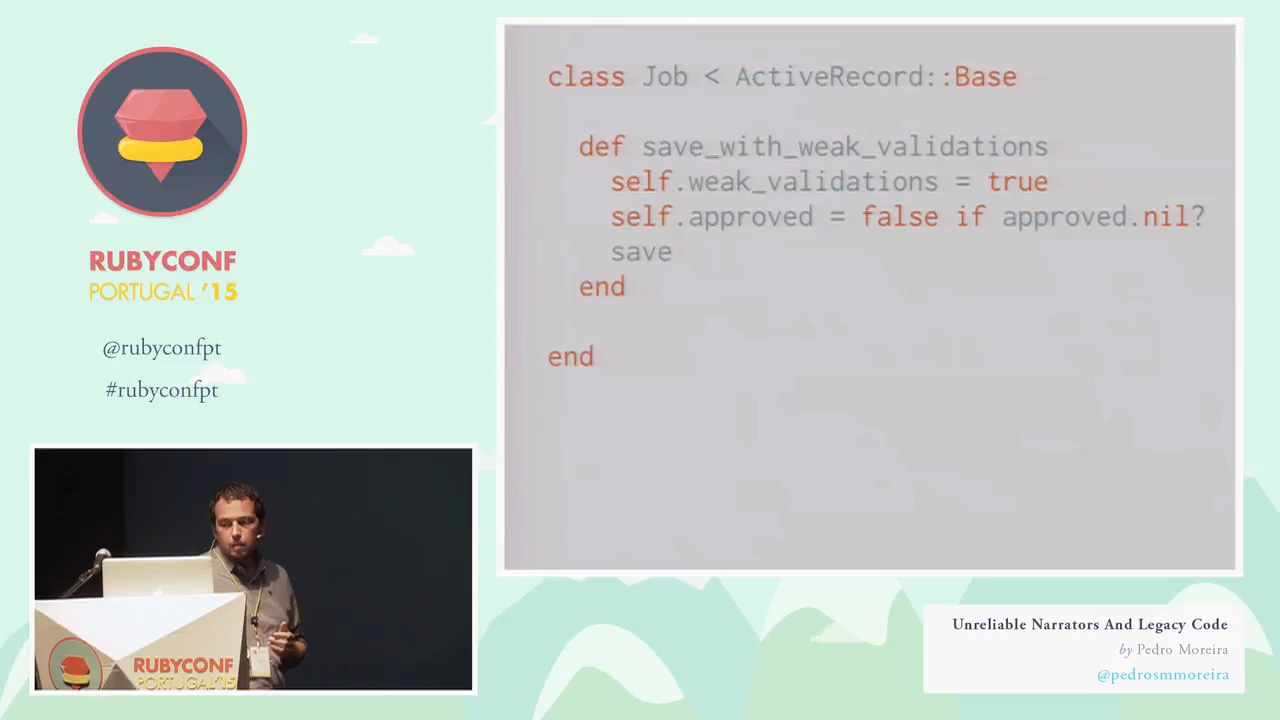 RUBYCONF
PORTUGAL '15
@rubyconfpt
#rubyconfpt
class Job < ActiveRecord::Base
def save_with_weak_validations
self.weak_validations = true
self.approved = false if approved.nil?
save
end
end
RUBYCONF
PORTUGAL'15
Unreliable Narrators And Legacy Code
by Pedro Moreira
@pedrosmmoreira